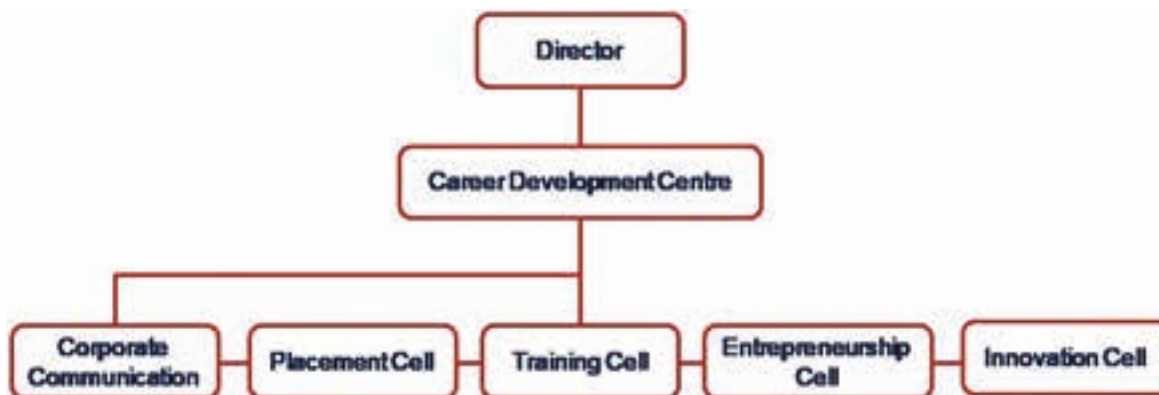 Director
Career Development Centre
Corporate
Communication
Placement Cell
Training Cell
Entrepreneurship
Cell
Innovation Cell